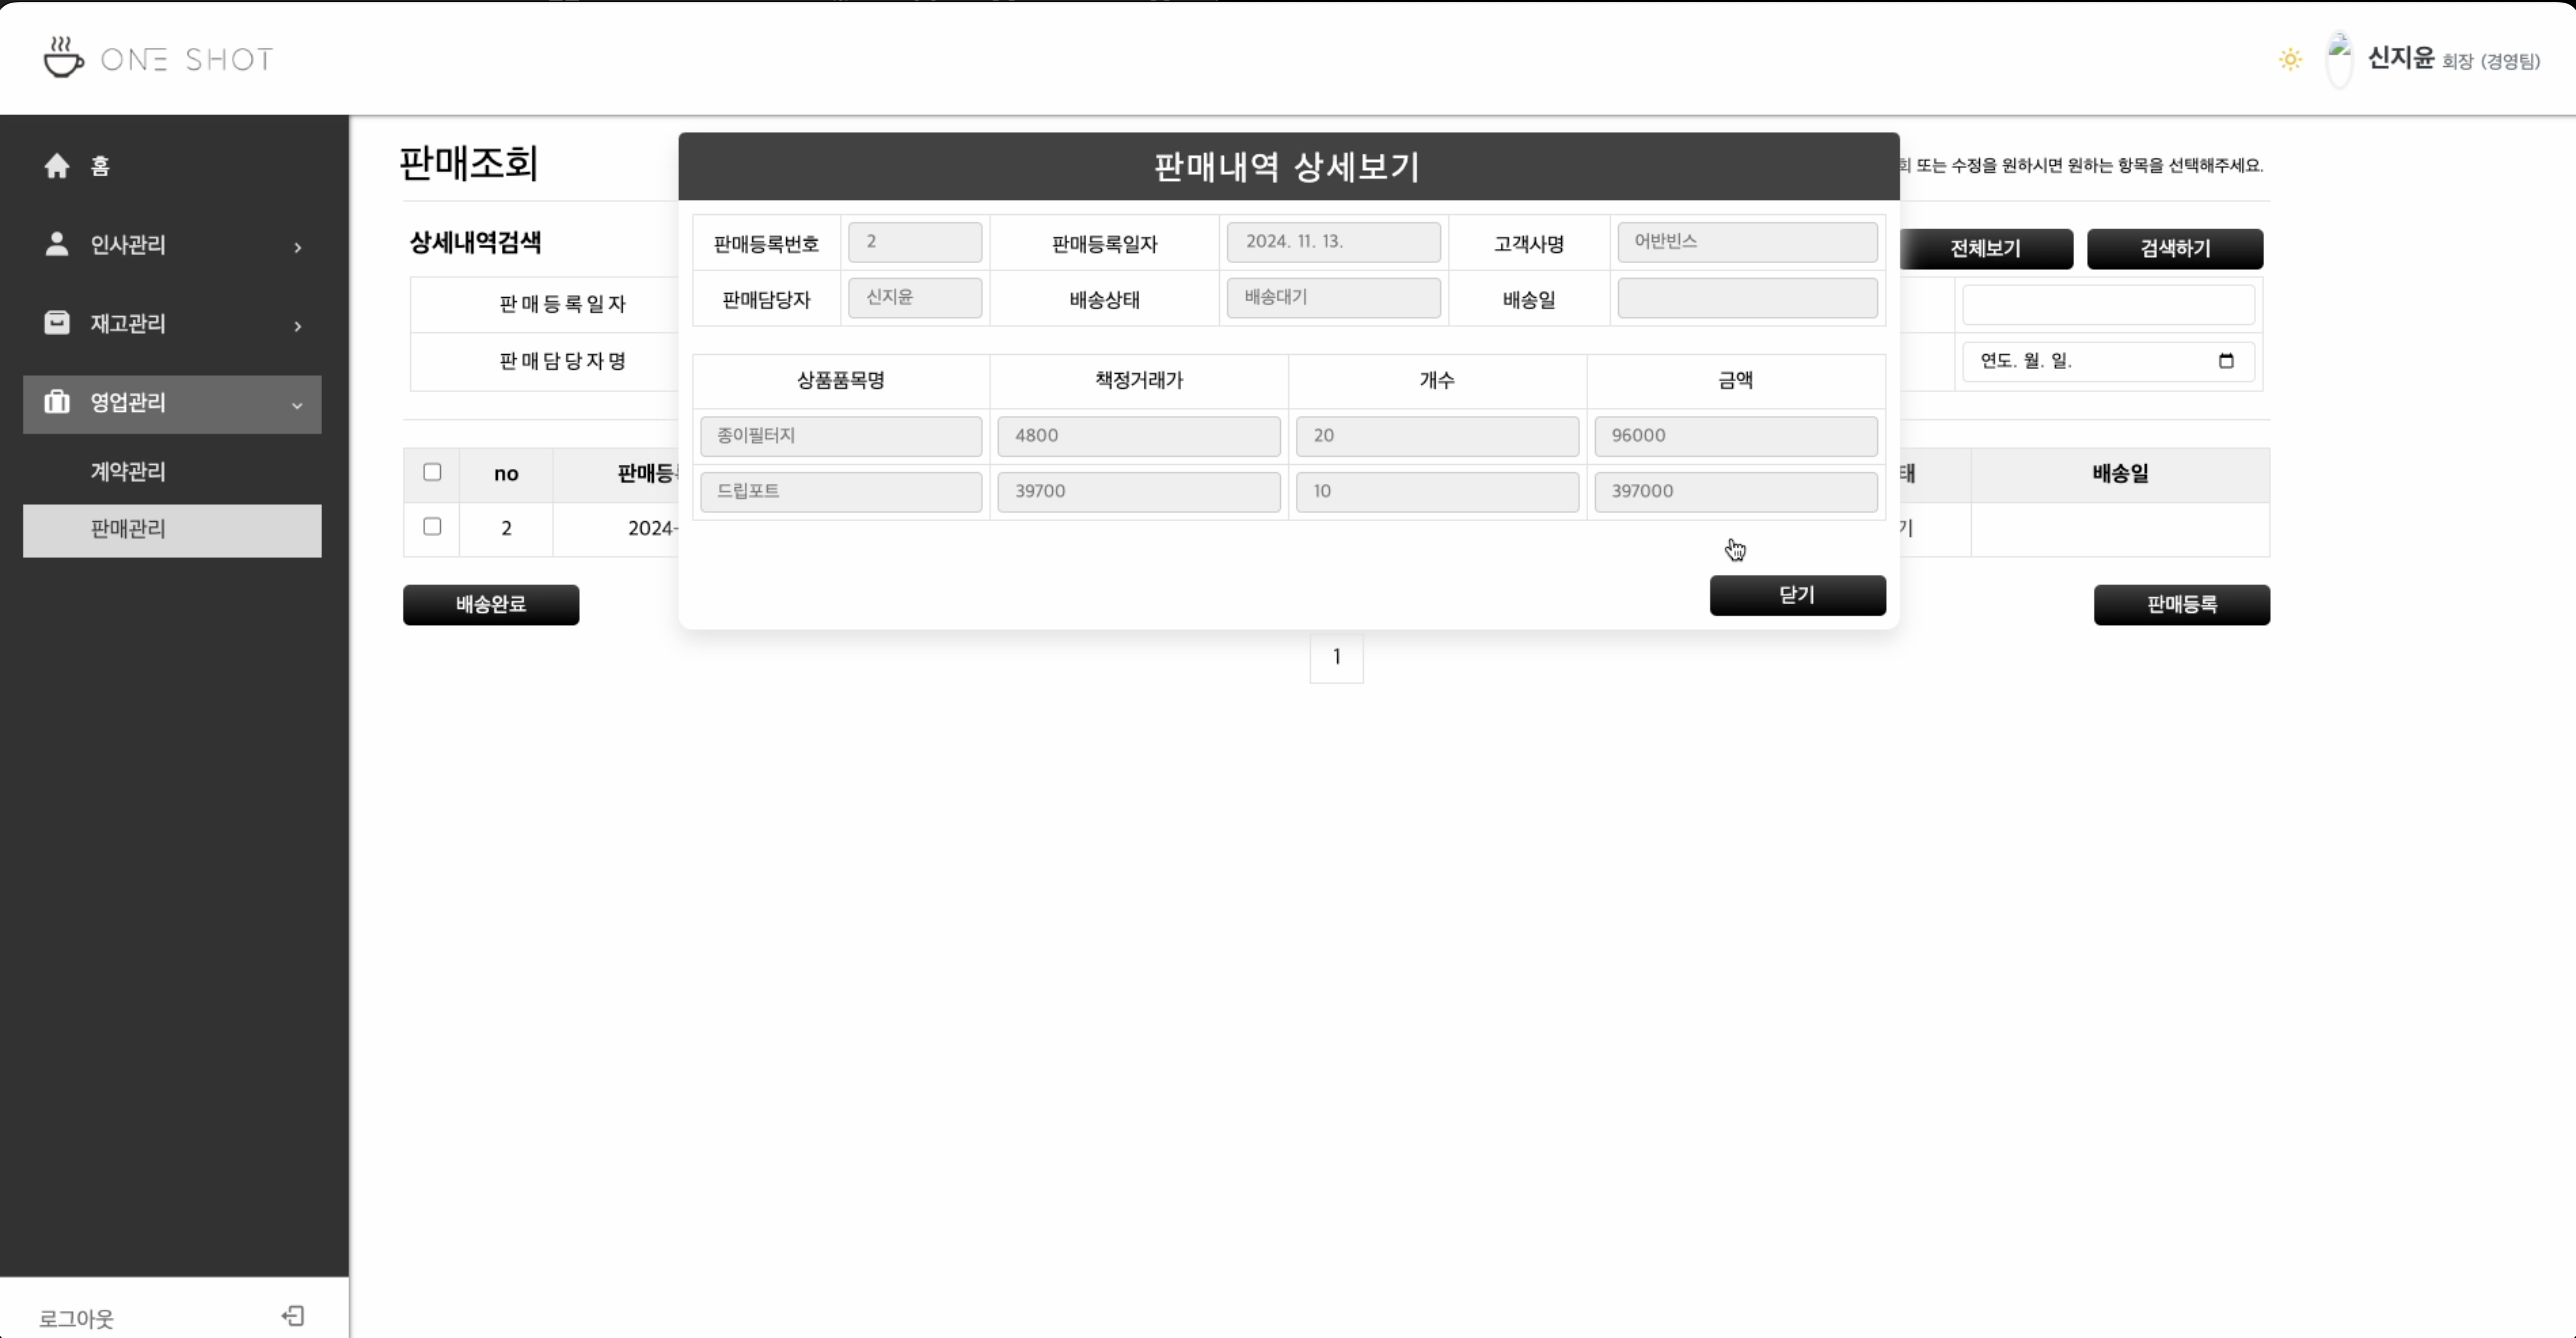 ONE SHOT
신지윤 회장 (경영팀)
홈
인사관리
재고관리
영업관리
계약관리
판매관리
로그아웃
판매조회
또는 수정을 원하시면 원하는 항목을 선택해주세요.
상세내역검색
전체보기 검색하기
판매등록일자
판매담당자명
연도. 월. 일.
no 판매등 배송일
2 2024-
배송완료 판매등록
1
판매내역 상세보기
판매등록번호 2 판매등록일자 2024. 11. 13. 고객사명 어반빈스
판매담당자 신지윤 배송상태 배송대기 배송일
상품품목명 책정거래가 개수 금액
종이필터지 4800 20 96000
드립포트 39700 10 397000
닫기